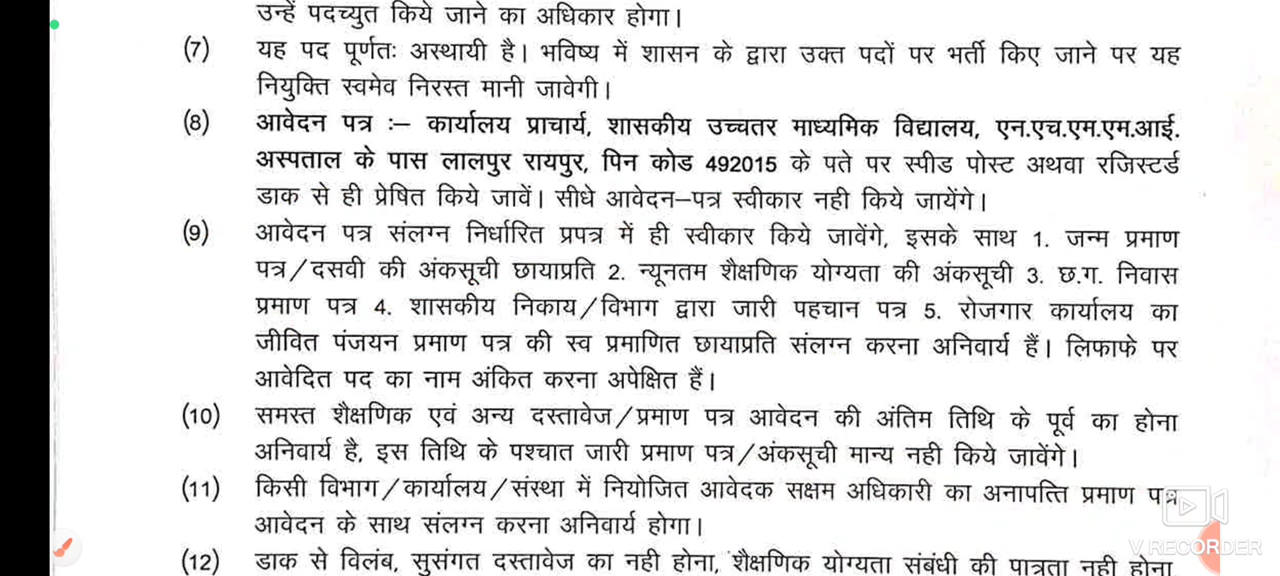 उन्हें पदच्युत किये जाने का अधिकार होगा।
(7) यह पद पूर्णतः अस्थायी है। भविष्य में शासन के द्वारा उक्त पदों पर भर्ती किए जाने पर यह
नियुक्ति स्वमेव निरस्त मानी जावेगी।
(8) आवेदन पत्र :– कार्यालय प्राचार्य, शासकीय उच्चतर माध्यमिक विद्यालय, एन.एच.एम.एम.आई.
अस्पताल के पास लालपुर रायपुर, पिन कोड 492015 के पते पर स्पीड पोस्ट अथवा रजिस्टर्ड
डाक से ही प्रेषित किये जावें। सीधे आवेदन–पत्र स्वीकार नही किये जायेंगे।
(9) आवेदन पत्र संलग्न निर्धारित प्रपत्र में ही स्वीकार किये जावेंगे, इसके साथ 1. जन्म प्रमाण
पत्र/दसवी की अंकसूची छायाप्रति 2. न्यूनतम शैक्षणिक योग्यता की अंकसूची 3. छ.ग. निवास
प्रमाण पत्र 4. शासकीय निकाय/विभाग द्वारा जारी पहचान पत्र 5. रोजगार कार्यालय का
जीवित पंजयन प्रमाण पत्र की स्व प्रमाणित छायाप्रति संलग्न करना अनिवार्य हैं। लिफाफे पर
आवेदित पद का नाम अंकित करना अपेक्षित हैं।
(10) समस्त शैक्षणिक एवं अन्य दस्तावेज/प्रमाण पत्र आवेदन की अंतिम तिथि के पूर्व का होना
अनिवार्य है, इस तिथि के पश्चात जारी प्रमाण पत्र/अंकसूची मान्य नही किये जावेंगे।
(11) किसी विभाग/कार्यालय/संस्था में नियोजित आवेदक सक्षम अधिकारी का अनापत्ति प्रमाण पत्र
आवेदन के साथ संलग्न करना अनिवार्य होगा।
(12) डाक से विलंब, सुसंगत दस्तावेज का नही होना, शैक्षणिक योग्यता संबंधी की पात्रता नही होना
V RECORDER